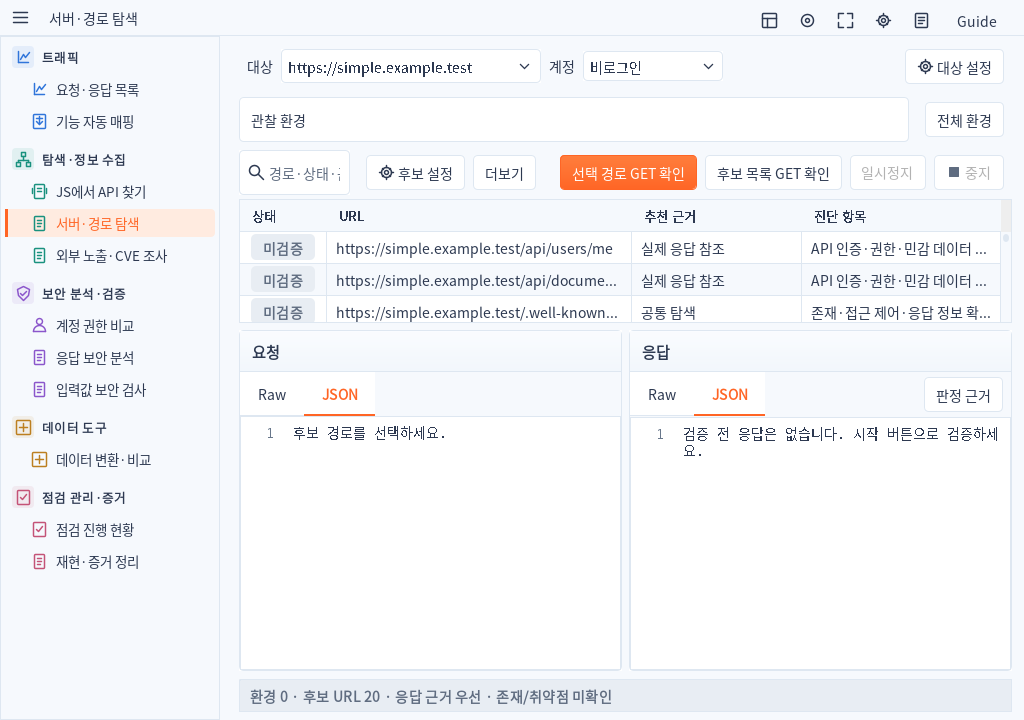 서버·경로 탐색
Guide
트래픽
요청·응답 목록
기능 자동 매핑
탐색·정보 수집
JS에서 API 찾기
서버·경로 탐색
외부 노출·CVE 조사
보안 분석·검증
계정 권한 비교
응답 보안 분석
입력값 보안 검사
데이터 도구
데이터 변환·비교
점검 관리·증거
점검 진행 현황
재현·증거 정리
대상 https://simple.example.test 계정 비로그인 대상 설정
관찰 환경 전체 환경
경로·상태· 후보 설정 더보기 선택 경로 GET 확인 후보 목록 GET 확인 일시정지 중지
상태 URL 추천 근거 진단 항목
미검증 https://simple.example.test/api/users/me 실제 응답 참조 API 인증·권한·민감 데이터 ...
미검증 https://simple.example.test/api/docume... 실제 응답 참조 API 인증·권한·민감 데이터 ...
미검증 https://simple.example.test/.well-known... 공통 탐색 존재·접근 제어·응답 정보 확...
요청
Raw JSON
1 후보 경로를 선택하세요.
응답
Raw JSON 판정 근거
1 검증 전 응답은 없습니다. 시작 버튼으로 검증하세
요.
환경 0 · 후보 URL 20 · 응답 근거 우선 · 존재/취약점 미확인